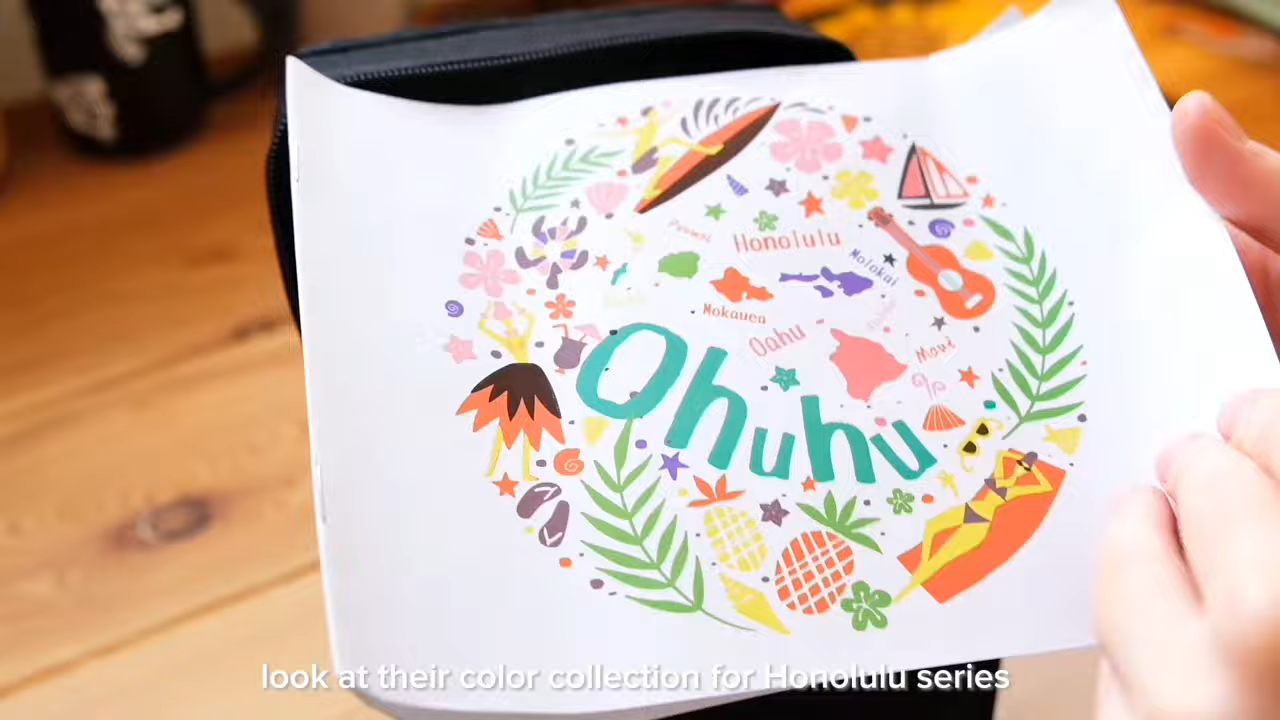 Honolulu
Molokai
Mokauea
Oahu
Maui
Ohuhu
look at their color collection for Honolulu series